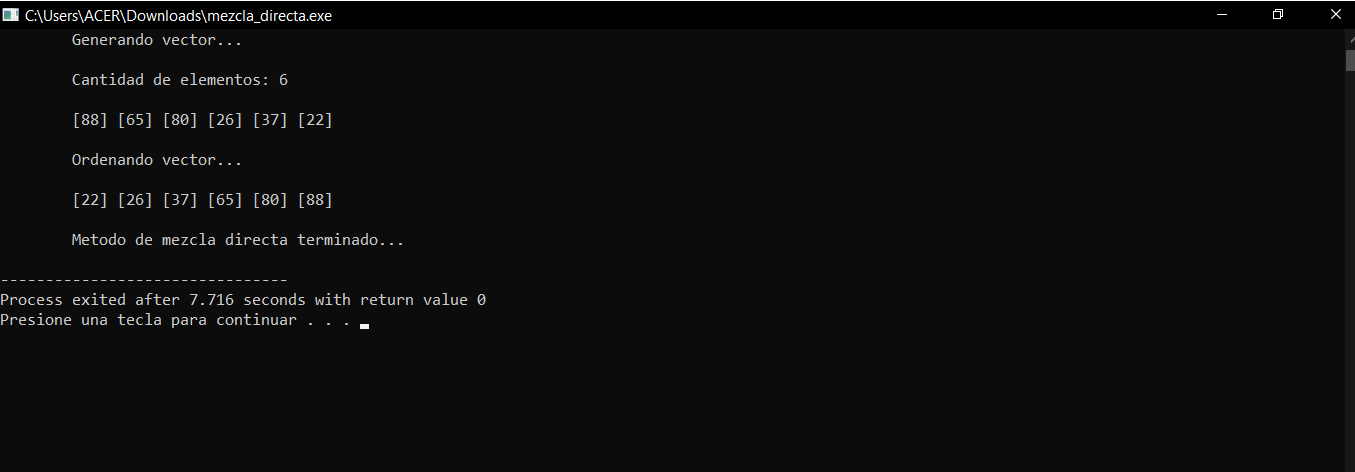 C:\Users\ACER\Downloads\mezcla_directa.exe
Generando vector...
Cantidad de elementos: 6
[88] [65] [80] [26] [37] [22]
Ordenando vector...
[22] [26] [37] [65] [80] [88]
Metodo de mezcla directa terminado...
--------------------------------
Process exited after 7.716 seconds with return value 0
Presione una tecla para continuar . . .